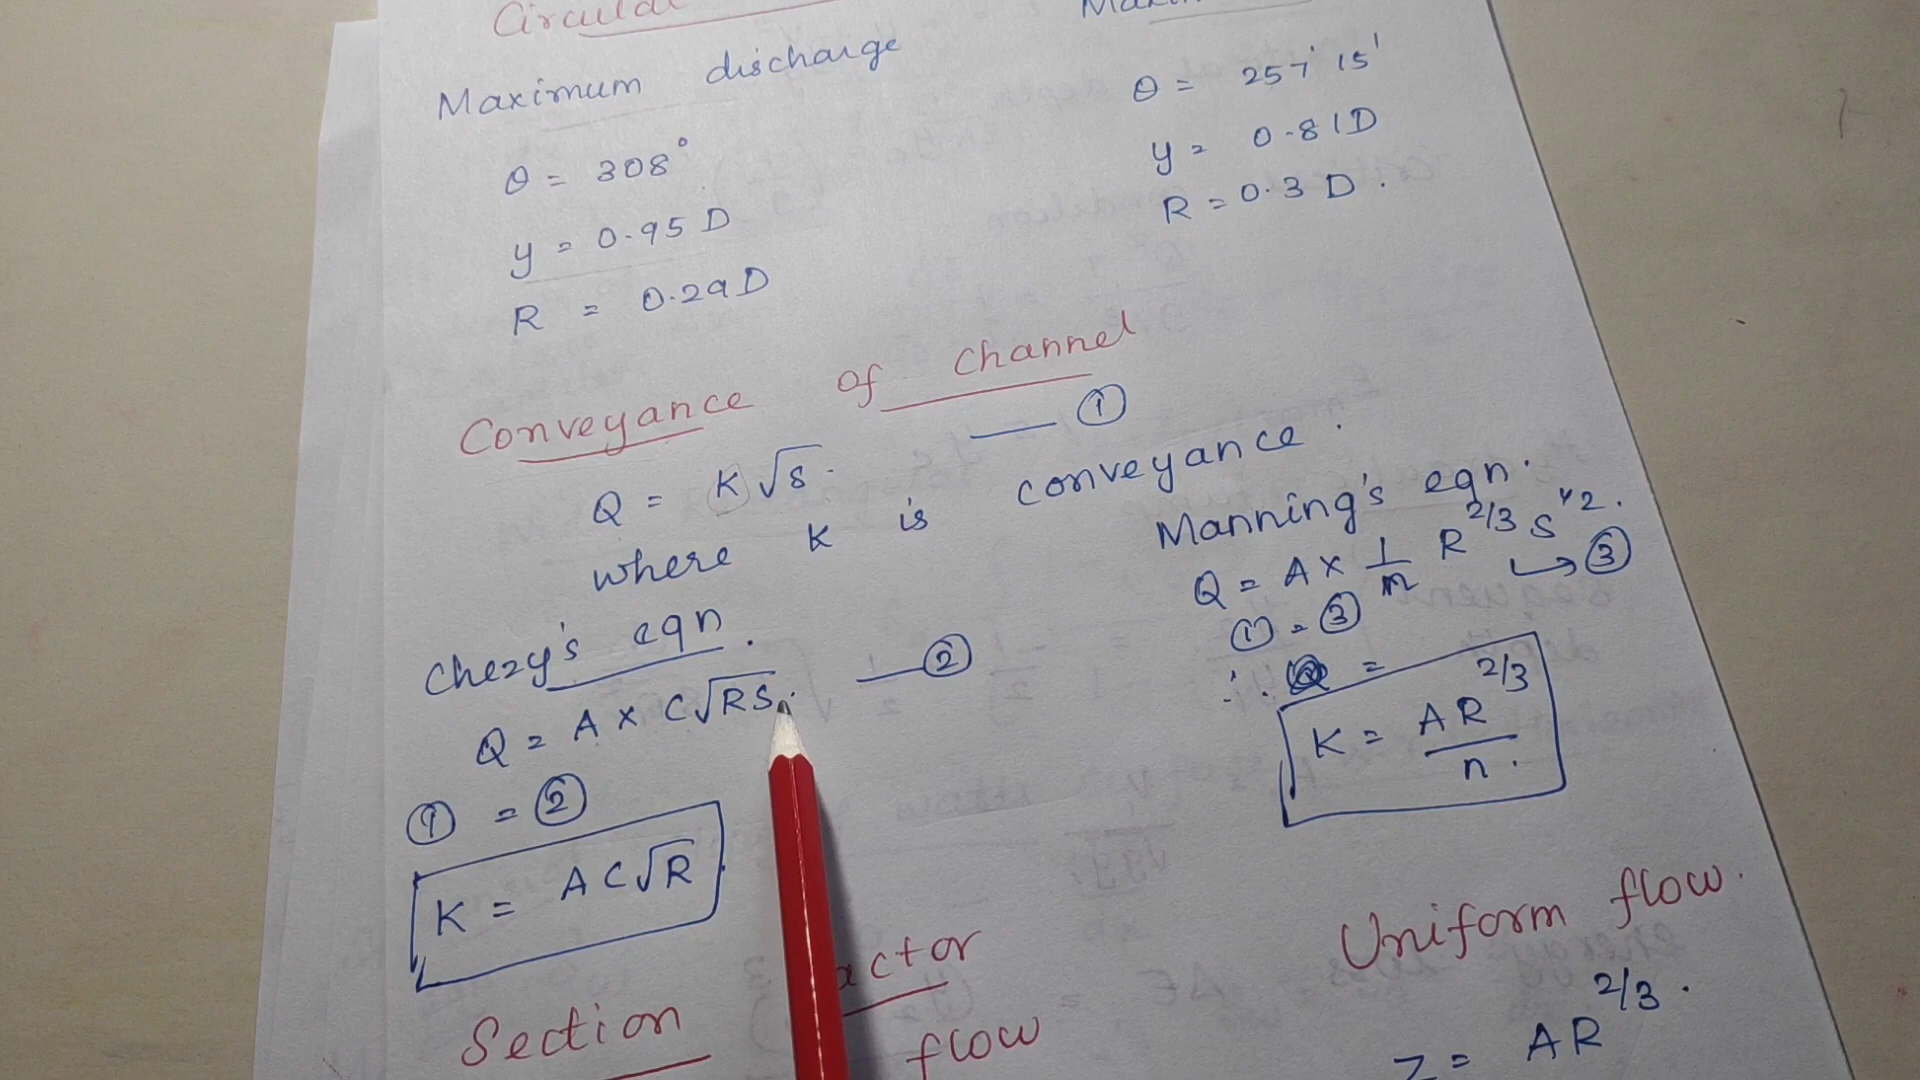 Circular
Maximum discharge
θ = 308°
y = 0.95 D
R = 0.29 D
θ = 257° 15'
y = 0.81D
R = 0.3 D.
Conveyance of channel
Q = K√S. — ①
where K is conveyance.
Chezy's eqn.
Q = A × C√RS. — ②
① = ②
K = AC√R
Manning's eqn.
Q = A × 1/n R^2/3 S^1/2. ↳ ③
① = ③
∴ =
K = AR^2/3 / n.
Section
flow
Uniform flow.
Z = AR^2/3.